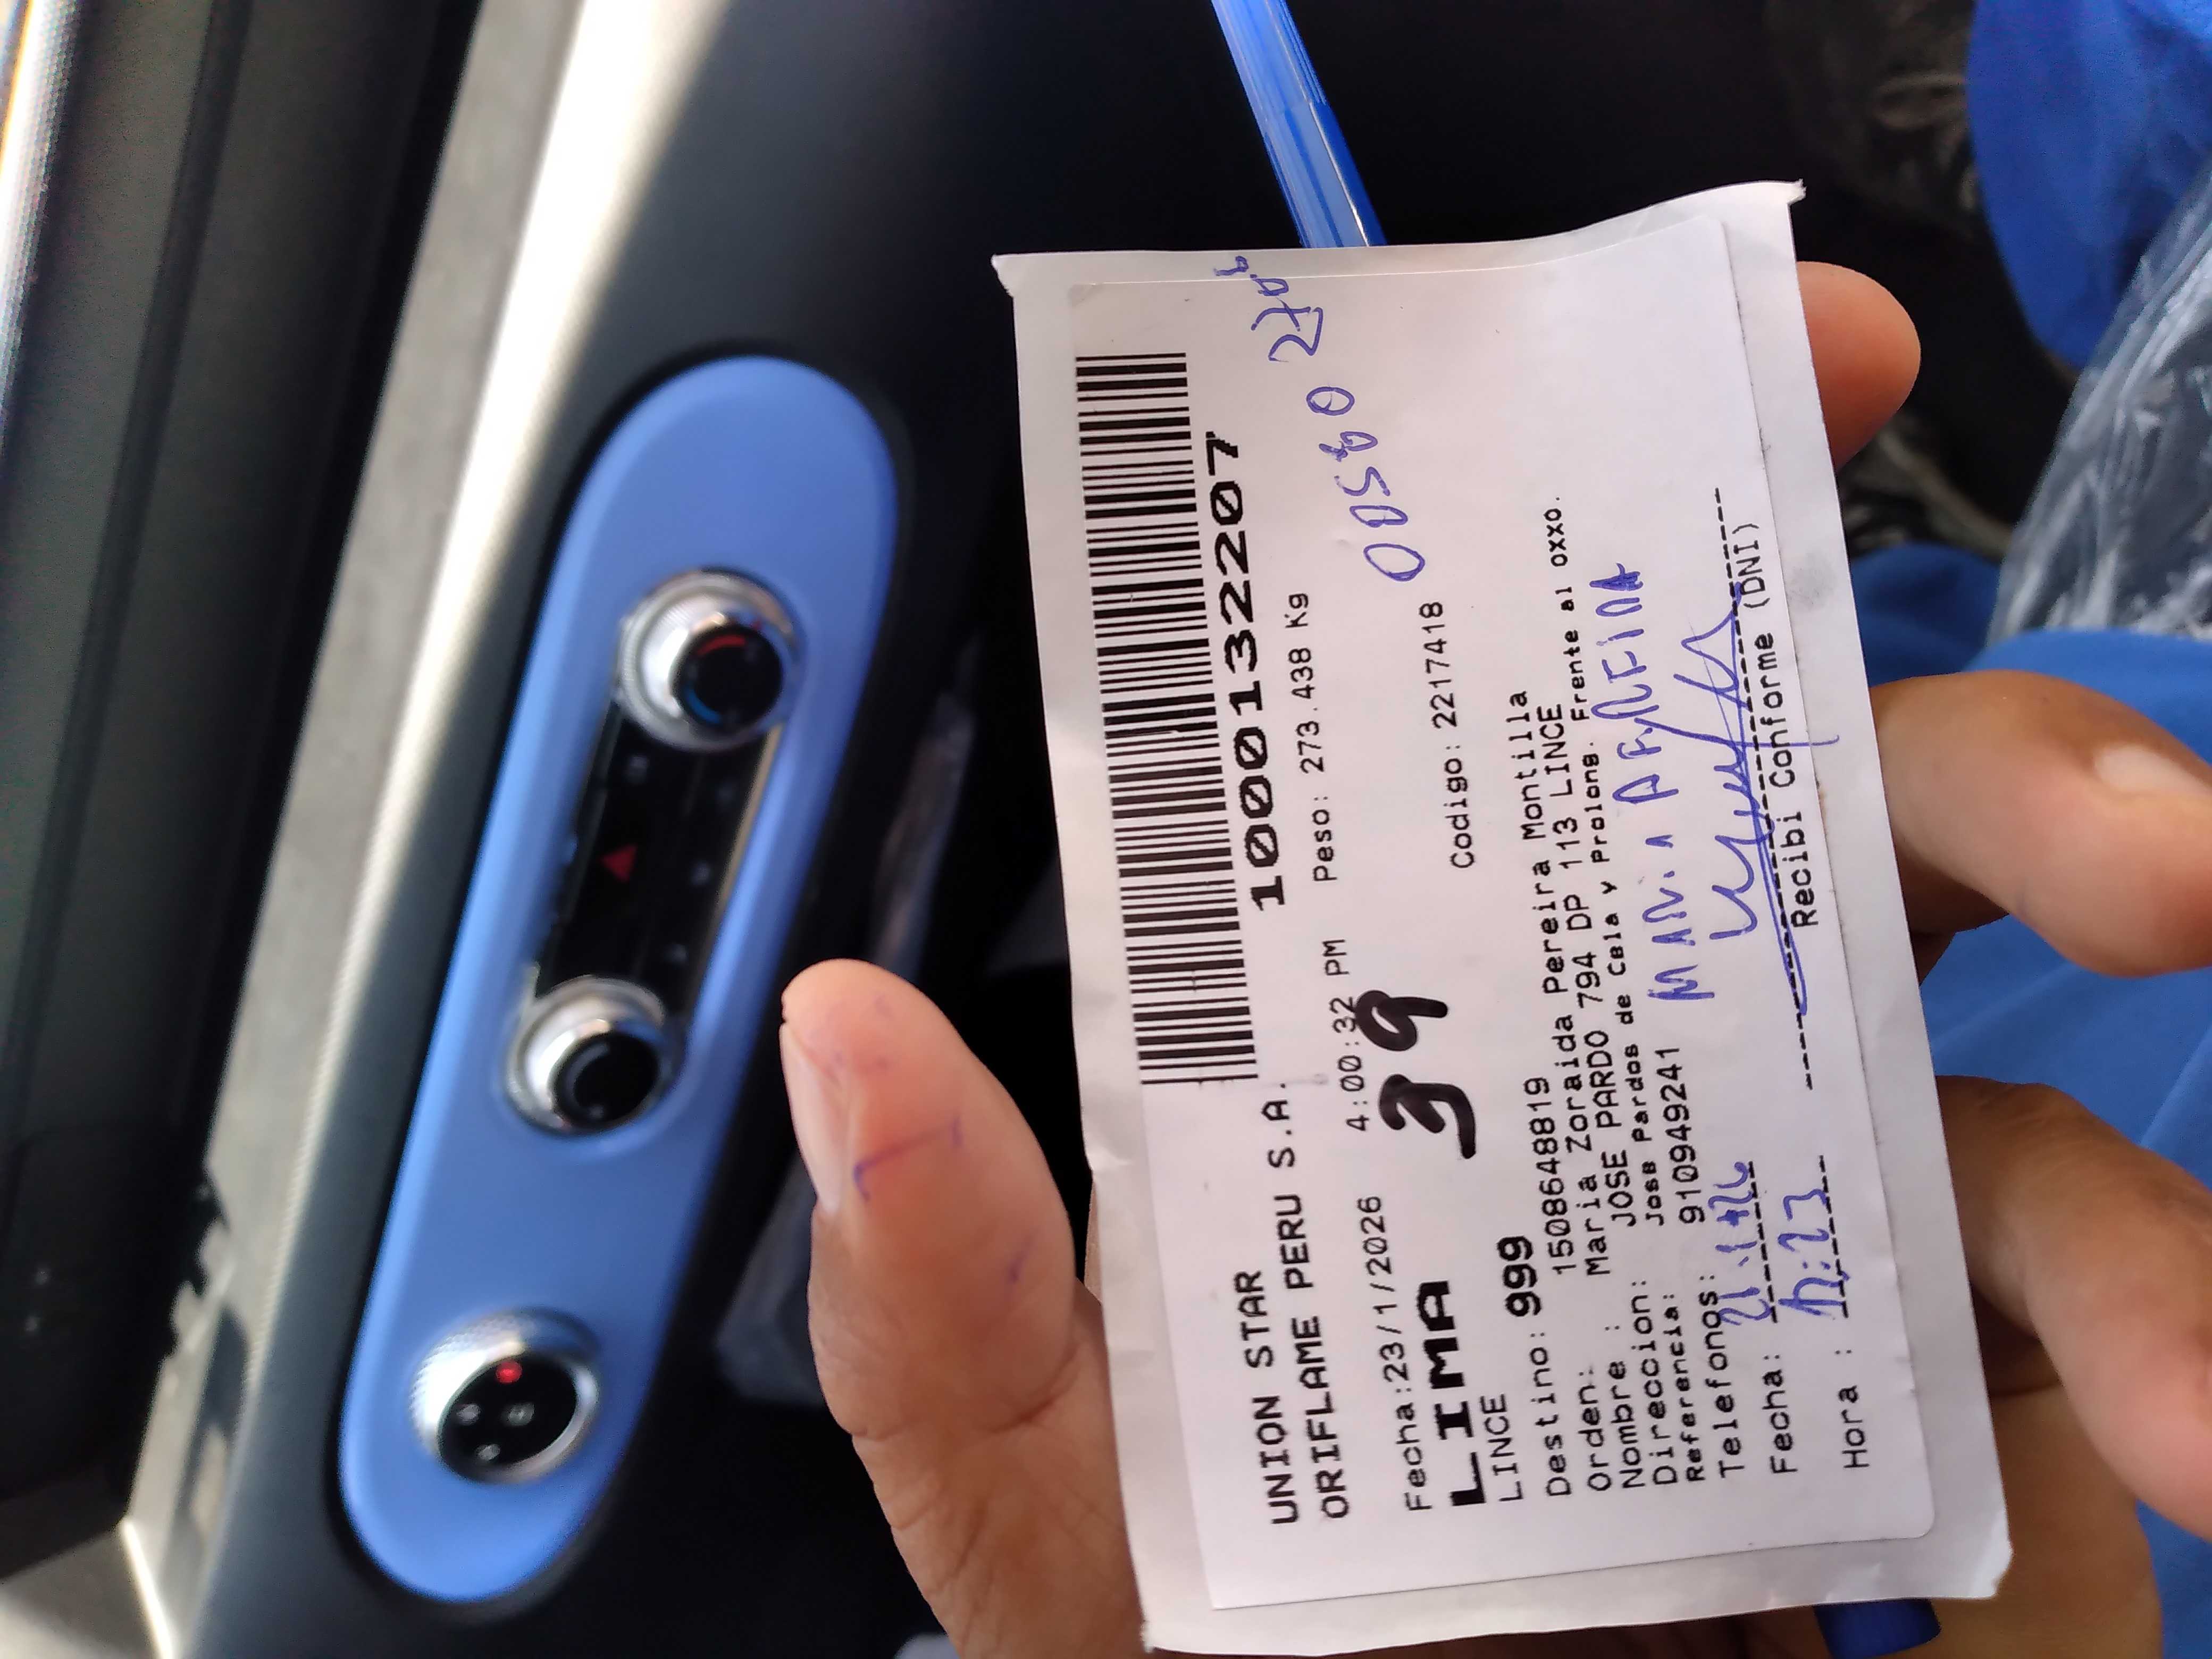 UNION STAR
ORIFLAME PERU S.A.
10001322207
Fecha:23/1/2026 4:00:32 PM Peso: 273.438 Kg
LIMA 39
LINCE Codigo: 2217418
Destino: 999
Orden: 1508648819
Nombre : Maria Zoraida Pereira Montilla
Direccion: JOSE PARDO 794 DP 113 LINCE
Referencia: Jose Pardos de Cela y Prolong. Frente al oxxo.
Telefonos: 910949241
Fecha:
Hora :
Recibi Conforme (DNI)